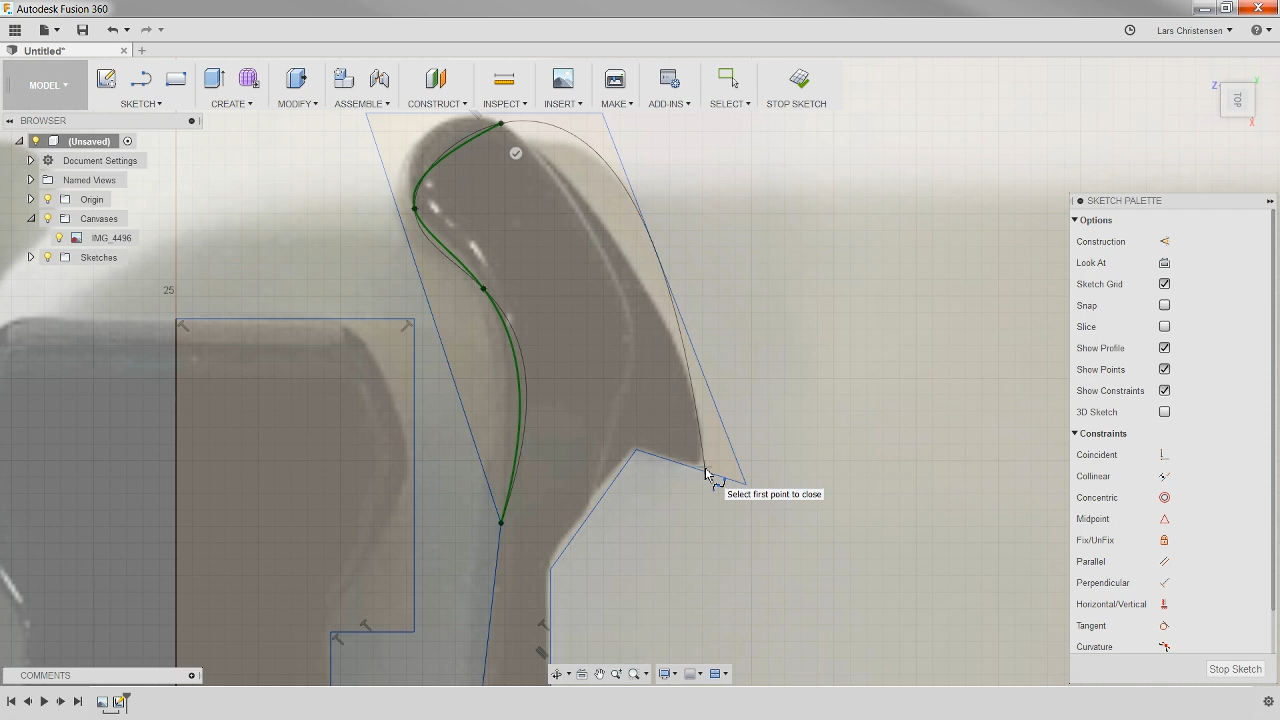 Autodesk Fusion 360
Lars Christensen
Untitled*
MODEL
SKETCH
CREATE
MODIFY
ASSEMBLE
CONSTRUCT
INSPECT
INSERT
MAKE
ADD-INS
SELECT
STOP SKETCH
BROWSER
(Unsaved)
Document Settings
Named Views
Origin
Canvases
IMG_4496
Sketches
25
Z
TOP
Y
X
Select first point to close
SKETCH PALETTE
Options
Construction
Look At
Sketch Grid
Snap
Slice
Show Profile
Show Points
Show Constraints
3D Sketch
Constraints
Coincident
Collinear
Concentric
Midpoint
Fix/UnFix
Parallel
Perpendicular
Horizontal/Vertical
Tangent
Curvature
Stop Sketch
COMMENTS